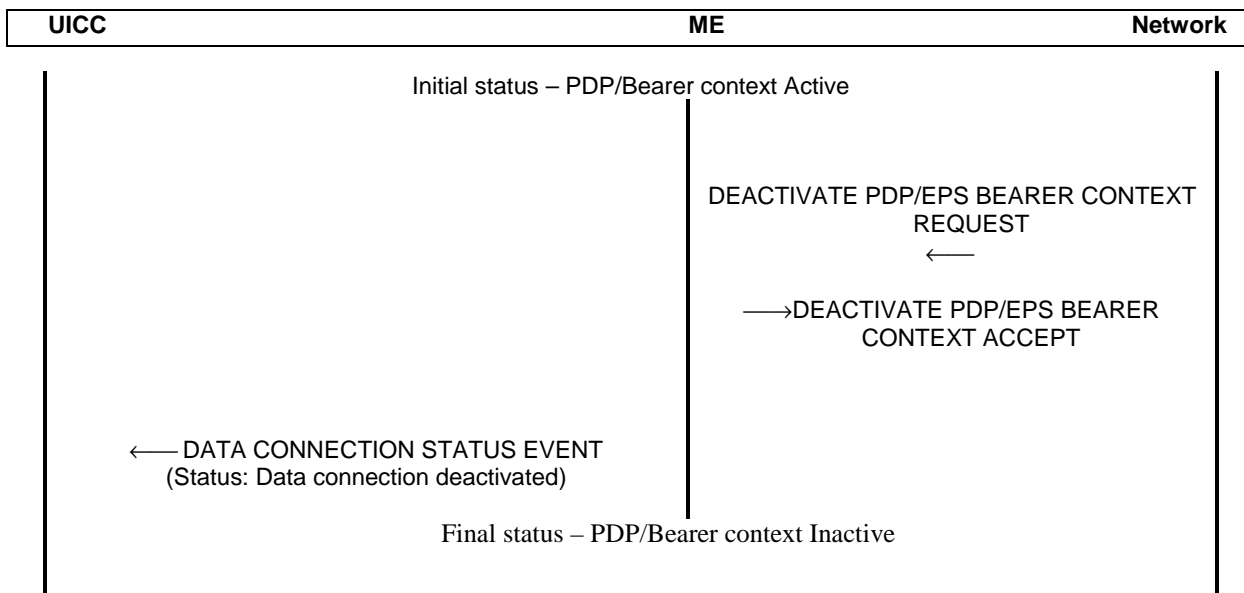 UICC ME Network
Initial status – PDP/Bearer context Active
DEACTIVATE PDP/EPS BEARER CONTEXT
REQUEST
←
→DEACTIVATE PDP/EPS BEARER
CONTEXT ACCEPT
← DATA CONNECTION STATUS EVENT
(Status: Data connection deactivated)
Final status – PDP/Bearer context Inactive